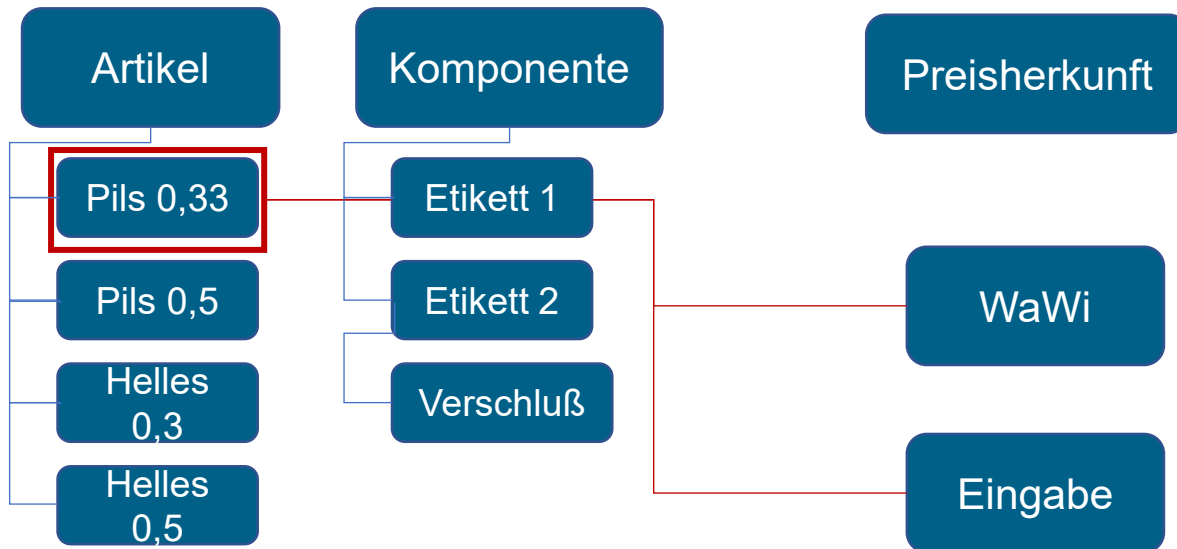 Artikel
Komponente
Preisherkunft
Pils 0,33
Etikett 1
Pils 0,5
Etikett 2
WaWi
Helles
0,3
Verschluß
Helles
0,5
Eingabe